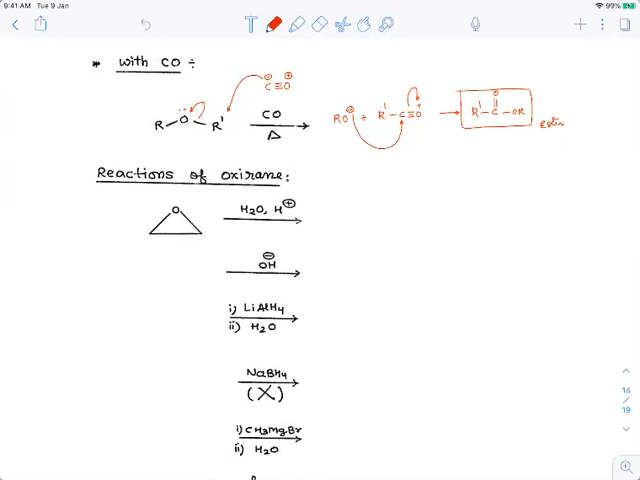 9:41 AM Tue 9 Jan
99%
* with CO ÷
⊖C≡O⊕
R-O-R' CO Δ → RO⊖ + R'-C≡O⊕ → R'-C(=O)-OR Ester
Reactions of oxirane:
O H2O, H⊕
⊖OH
i) LiAlH4
ii) H2O
NaBH4
(X)
i) CH3MgBr
ii) H2O
14
/
19